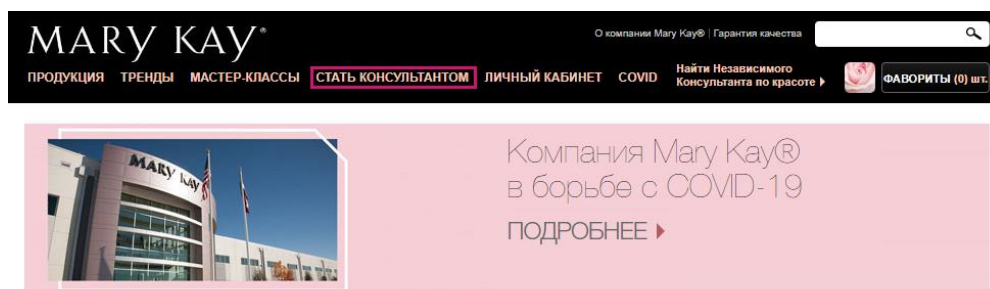 MARY KAY®
О компании Mary Kay® | Гарантия качества
ПРОДУКЦИЯ ТРЕНДЫ МАСТЕР-КЛАССЫ СТАТЬ КОНСУЛЬТАНТОМ ЛИЧНЫЙ КАБИНЕТ COVID
Найти Независимого
Консультанта по красоте
ФАВОРИТЫ (0) шт.
MARY KAY
Компания Mary Kay®
в борьбе с COVID-19
ПОДРОБНЕЕ